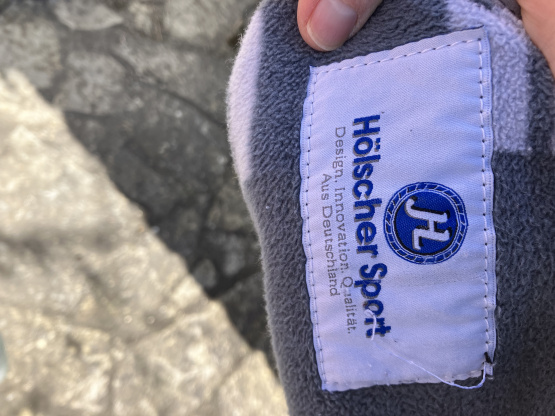 H
Hölscher Sport
Design. Innovation. Qualität.
Aus Deutschland